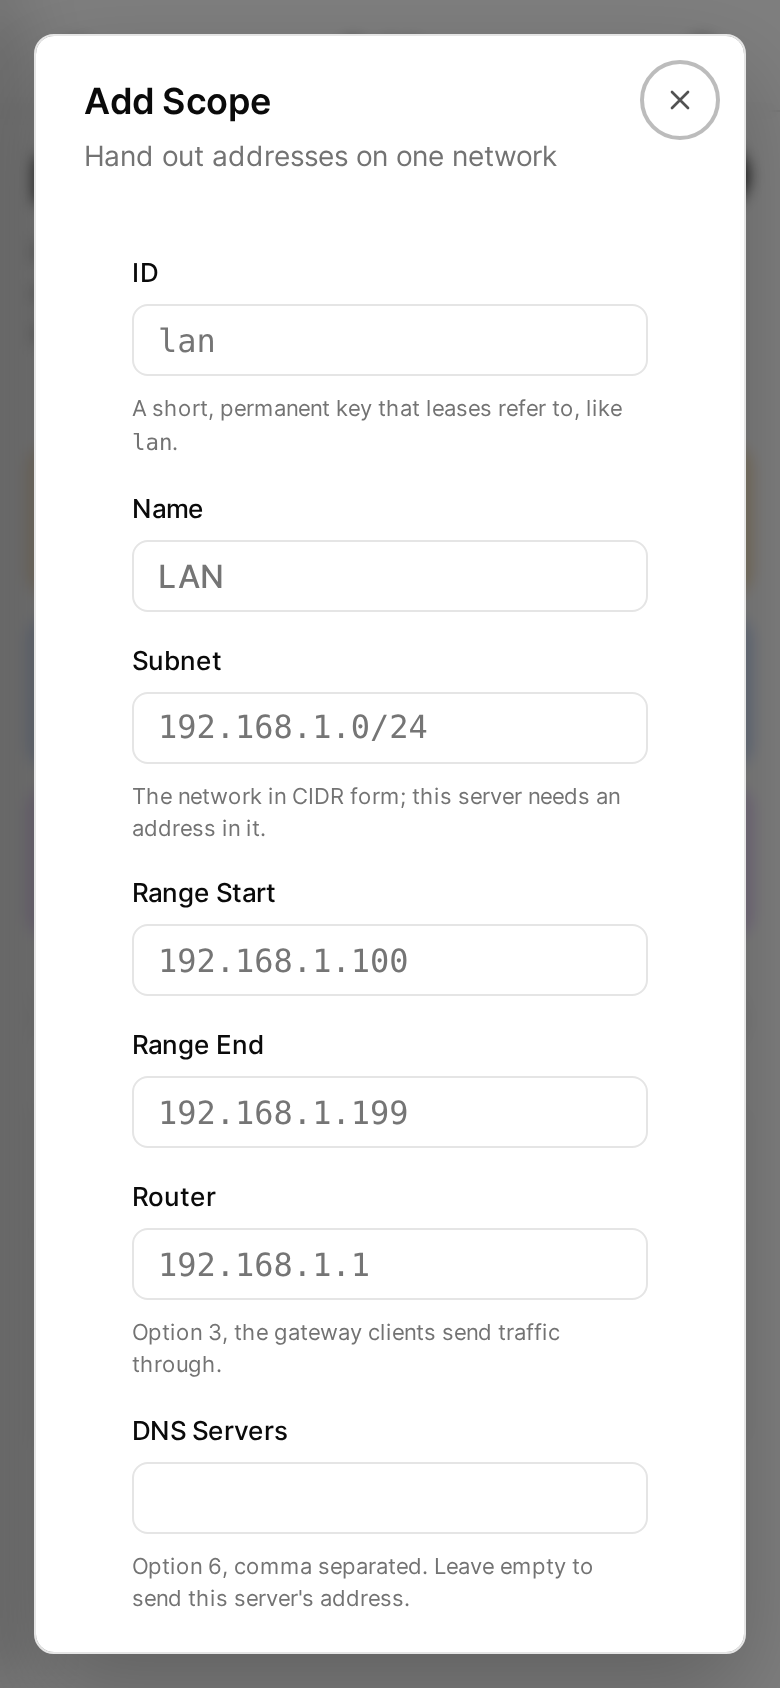 Add Scope
Hand out addresses on one network
ID
lan
A short, permanent key that leases refer to, like
lan.
Name
LAN
Subnet
192.168.1.0/24
The network in CIDR form; this server needs an
address in it.
Range Start
192.168.1.100
Range End
192.168.1.199
Router
192.168.1.1
Option 3, the gateway clients send traffic
through.
DNS Servers
Option 6, comma separated. Leave empty to
send this server's address.